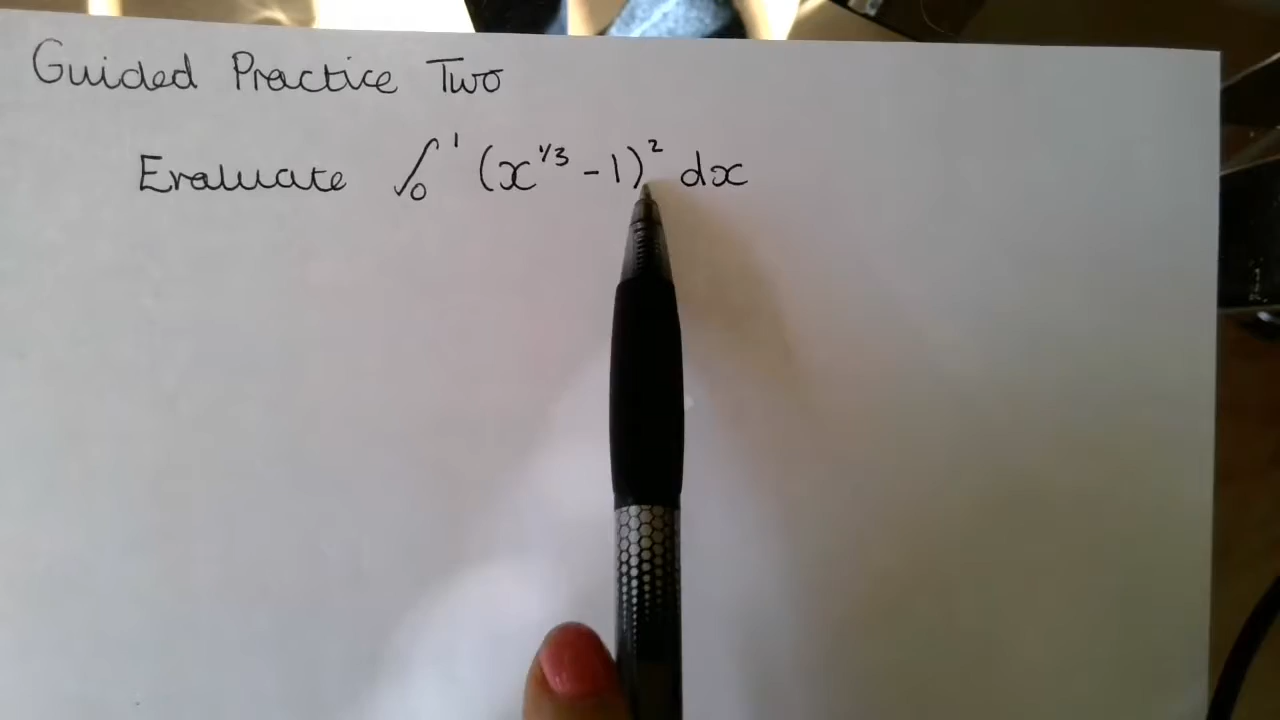 Guided Practice Two
Evaluate ∫₀¹ (x^{1/3} - 1)² dx